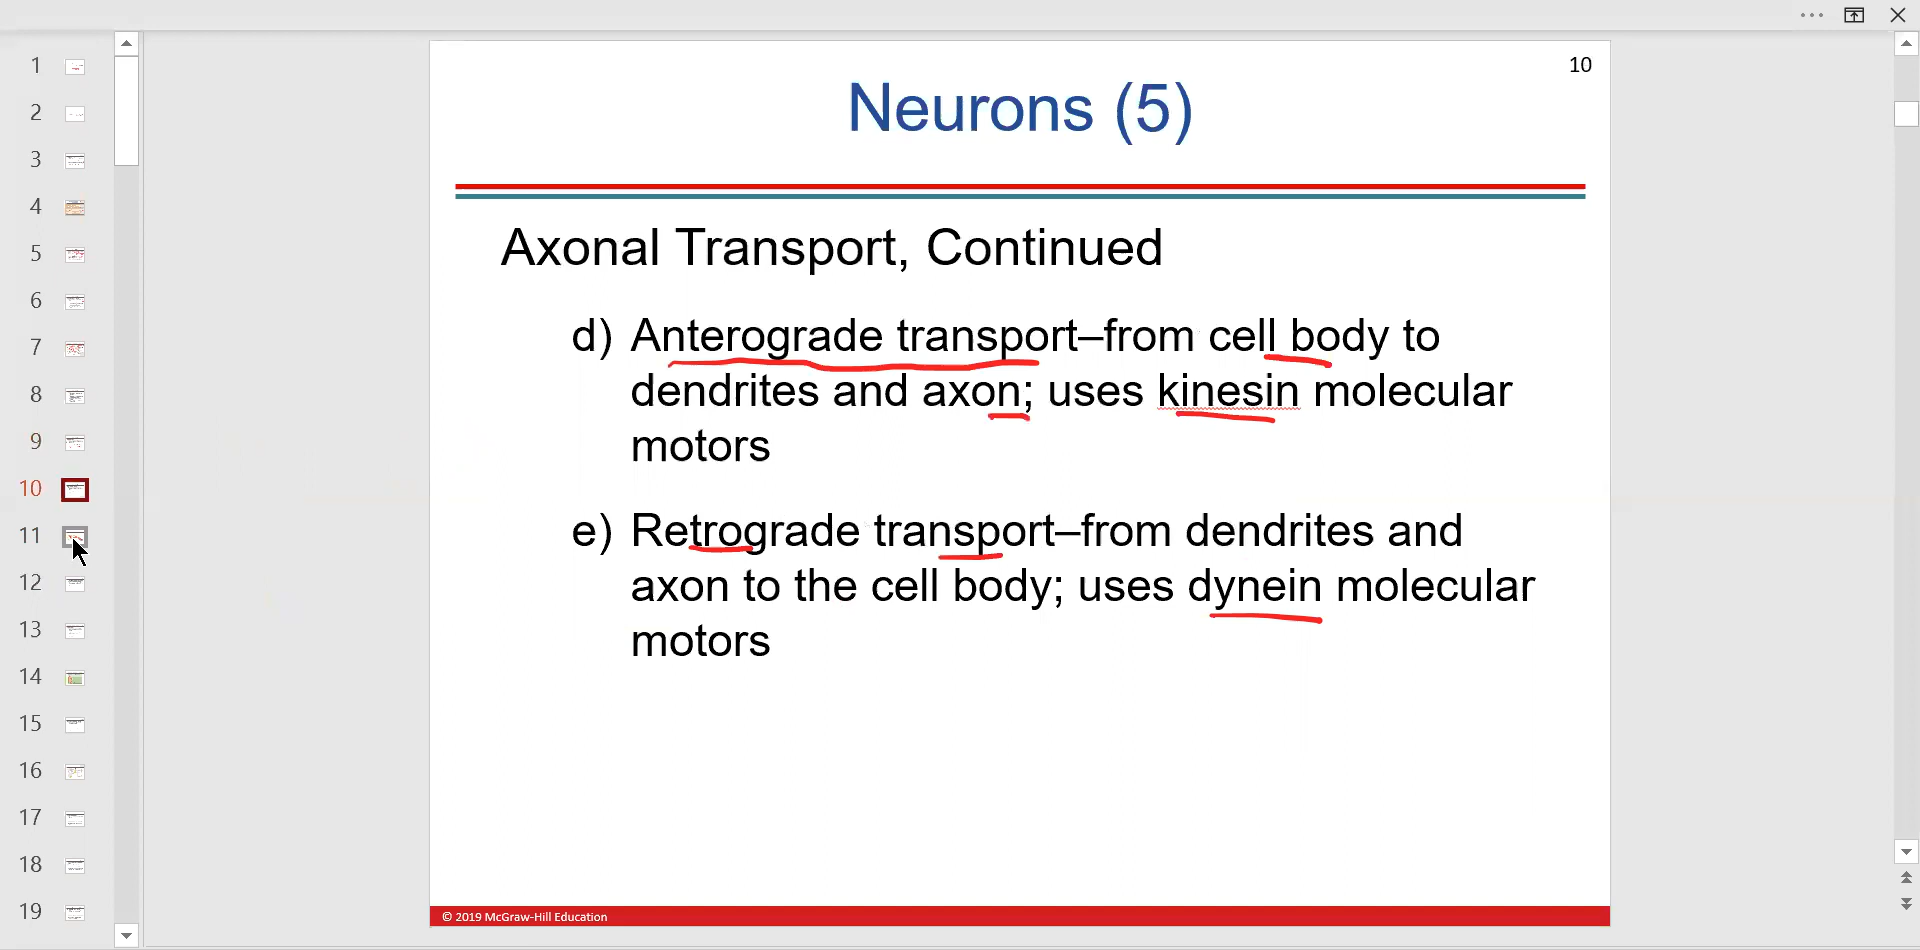 10
Neurons (5)
Axonal Transport, Continued
d) Anterograde transport–from cell body to
dendrites and axon; uses kinesin molecular
motors
e) Retrograde transport–from dendrites and
axon to the cell body; uses dynein molecular
motors
© 2019 McGraw-Hill Education
1
2
3
4
5
6
7
8
9
10
11
12
13
14
15
16
17
18
19